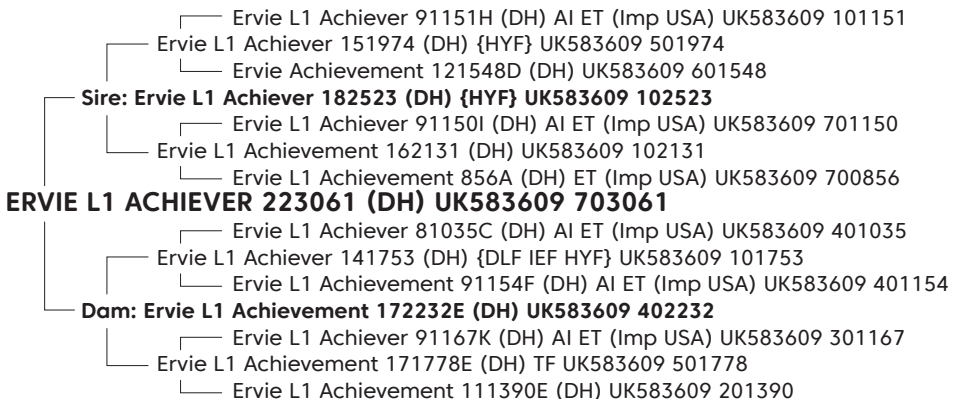 Ervie L1 Achiever 91151H (DH) AI ET (Imp USA) UK583609 101151
Ervie L1 Achiever 151974 (DH) {HYF} UK583609 501974
Ervie Achievement 121548D (DH) UK583609 601548
Sire: Ervie L1 Achiever 182523 (DH) {HYF} UK583609 102523
Ervie L1 Achiever 91150I (DH) AI ET (Imp USA) UK583609 701150
Ervie L1 Achievement 162131 (DH) UK583609 102131
Ervie L1 Achievement 856A (DH) ET (Imp USA) UK583609 700856
ERVIE L1 ACHIEVER 223061 (DH) UK583609 703061
Ervie L1 Achiever 81035C (DH) AI ET (Imp USA) UK583609 401035
Ervie L1 Achiever 141753 (DH) {DLF IEF HYF} UK583609 101753
Ervie L1 Achievement 91154F (DH) AI ET (Imp USA) UK583609 401154
Dam: Ervie L1 Achievement 172232E (DH) UK583609 402232
Ervie L1 Achiever 91167K (DH) AI ET (Imp USA) UK583609 301167
Ervie L1 Achievement 171778E (DH) TF UK583609 501778
Ervie L1 Achievement 111390E (DH) UK583609 201390